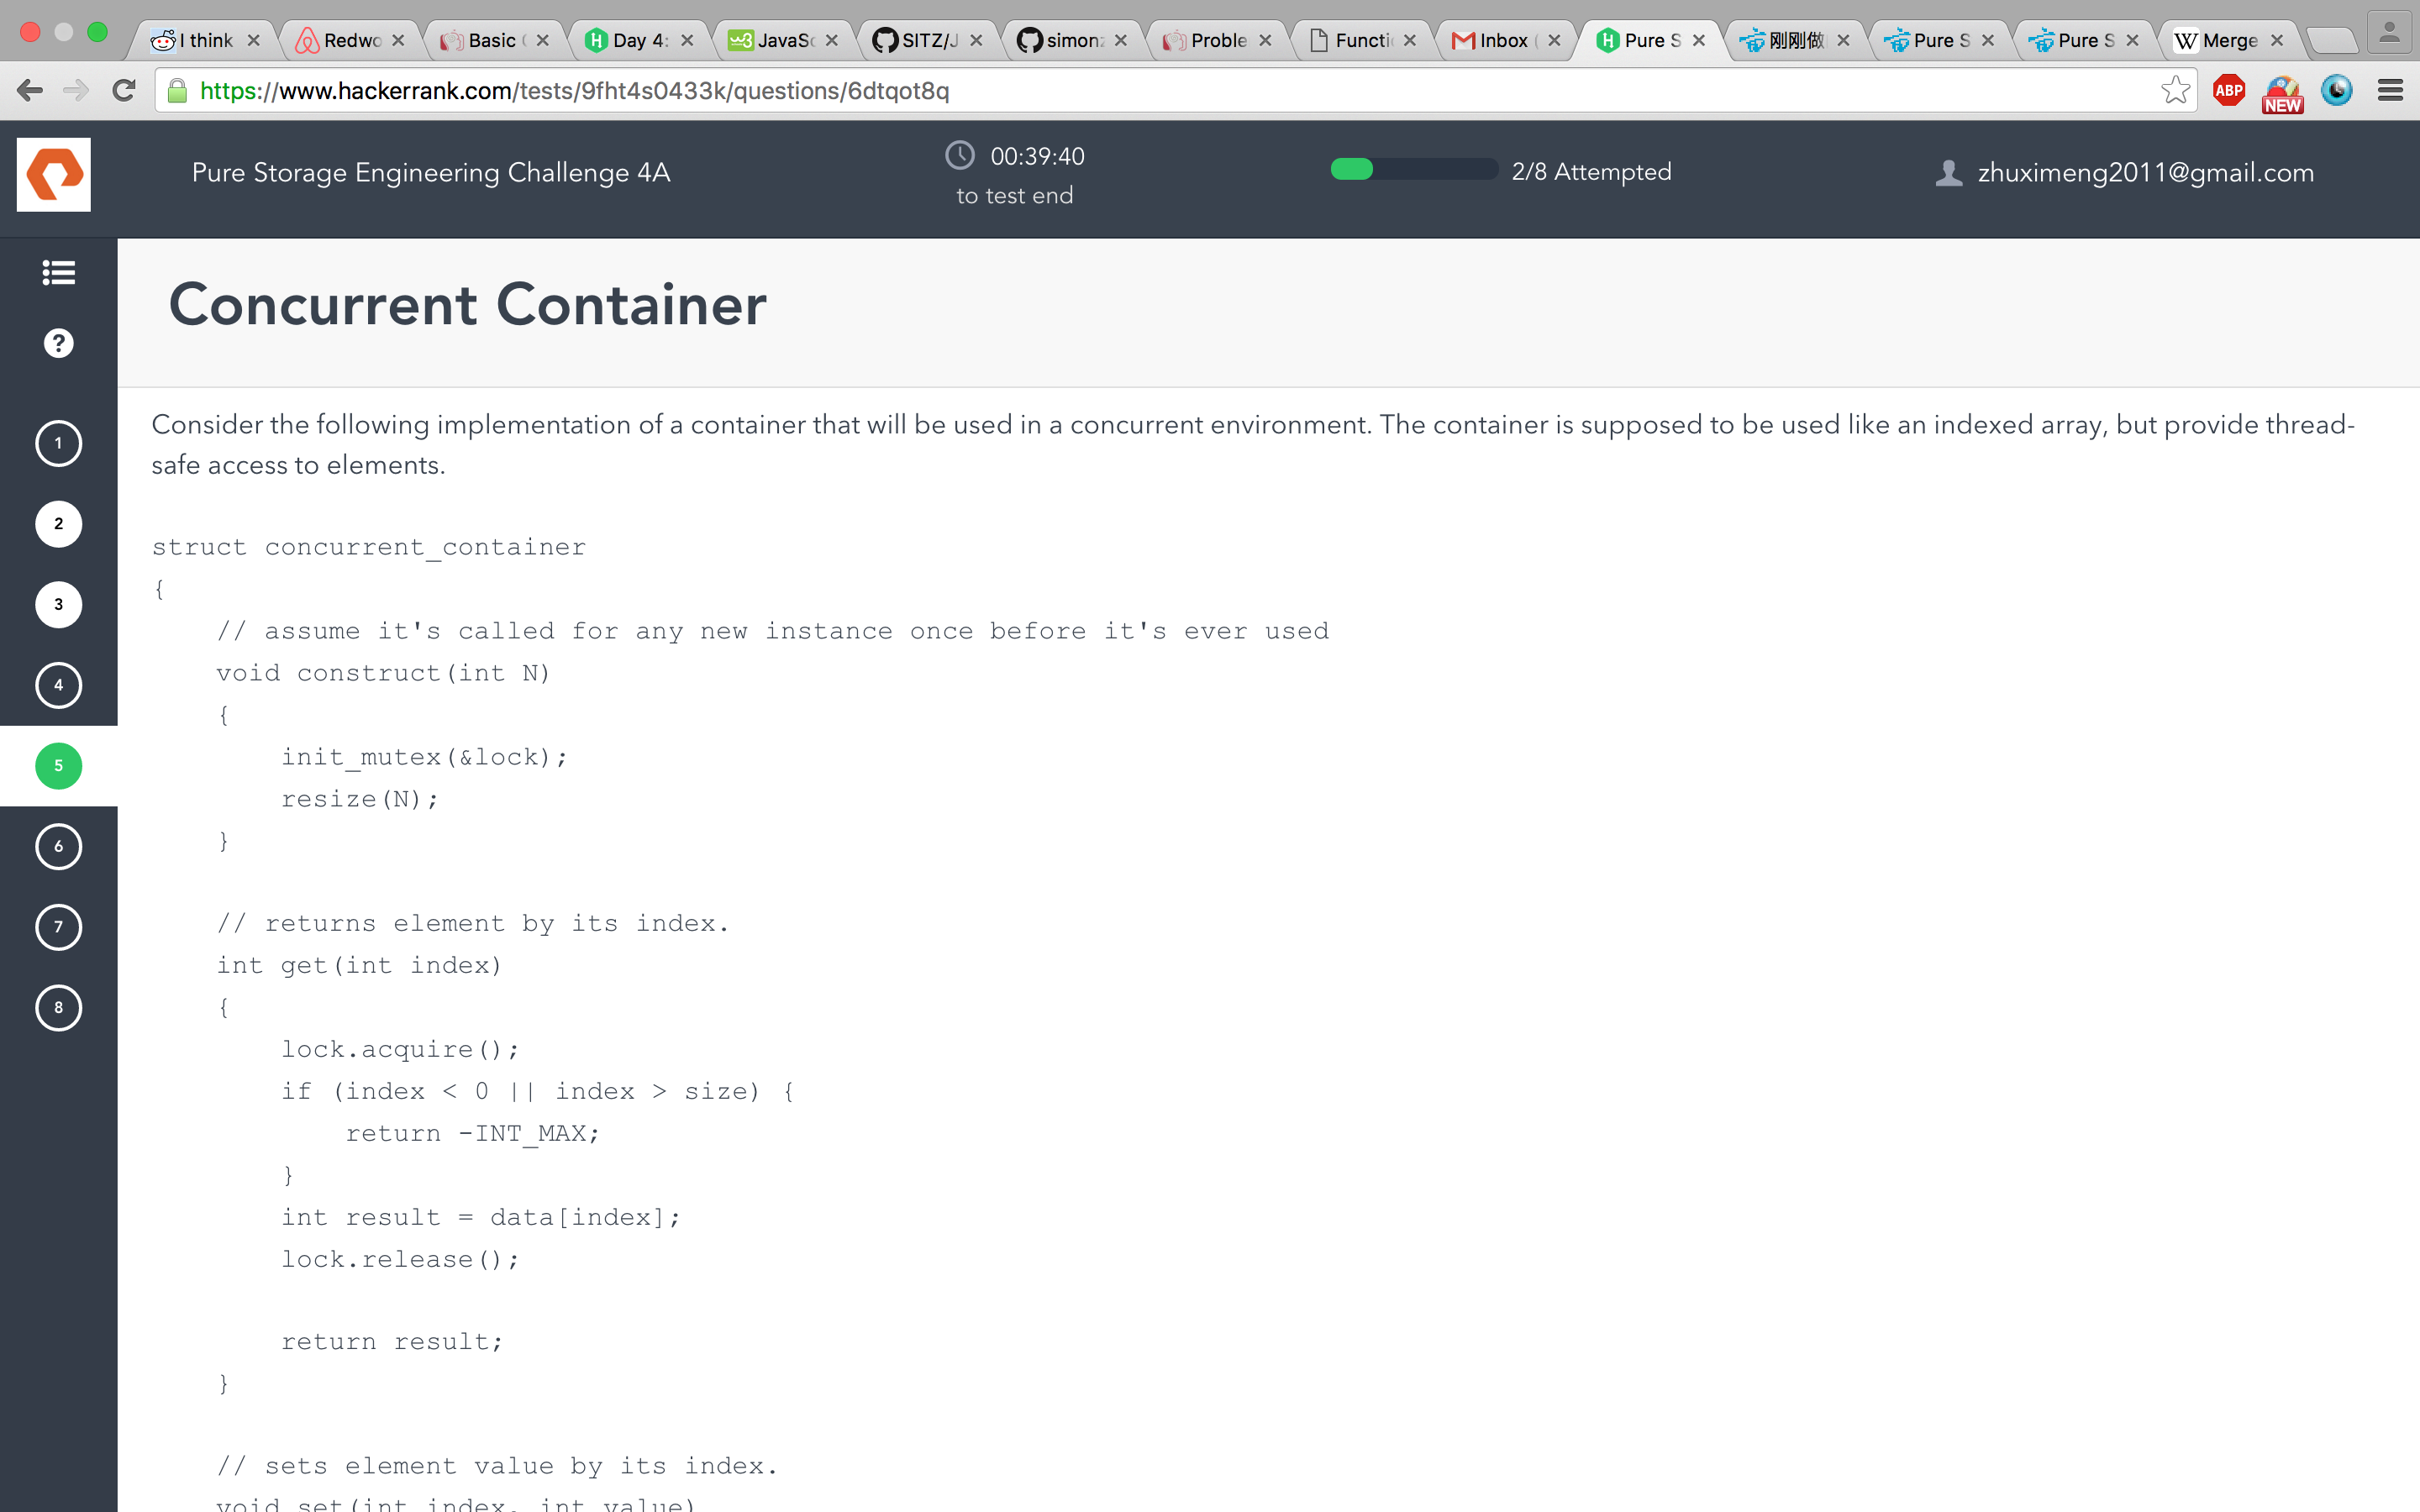 I think
Redwo
Basic (
Day 4:
JavaSc
SITZ/J
simonz
Proble
Functi
Inbox (
Pure S
刚刚做
Pure S
Pure S
W Merge
https://www.hackerrank.com/tests/9fht4s0433k/questions/6dtqot8q
ABP
NEW
Pure Storage Engineering Challenge 4A
00:39:40
to test end
2/8 Attempted
zhuximeng2011@gmail.com
?
1
2
3
4
5
6
7
8
Concurrent Container
Consider the following implementation of a container that will be used in a concurrent environment. The container is supposed to be used like an indexed array, but provide thread-
safe access to elements.
struct concurrent_container
{
    // assume it's called for any new instance once before it's ever used
    void construct(int N)
    {
        init_mutex(&lock);
        resize(N);
    }
    // returns element by its index.
    int get(int index)
    {
        lock.acquire();
        if (index < 0 || index > size) {
            return -INT_MAX;
        }
        int result = data[index];
        lock.release();
        return result;
    }
    // sets element value by its index.
    void set(int index, int value)